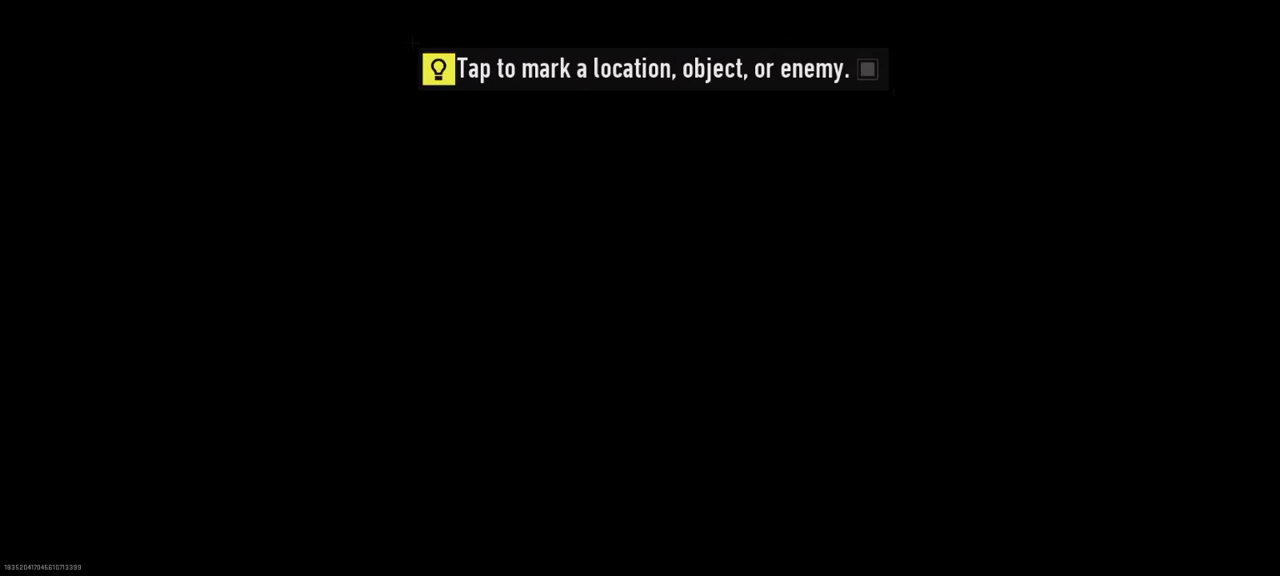 Tap to mark a location, object, or enemy.